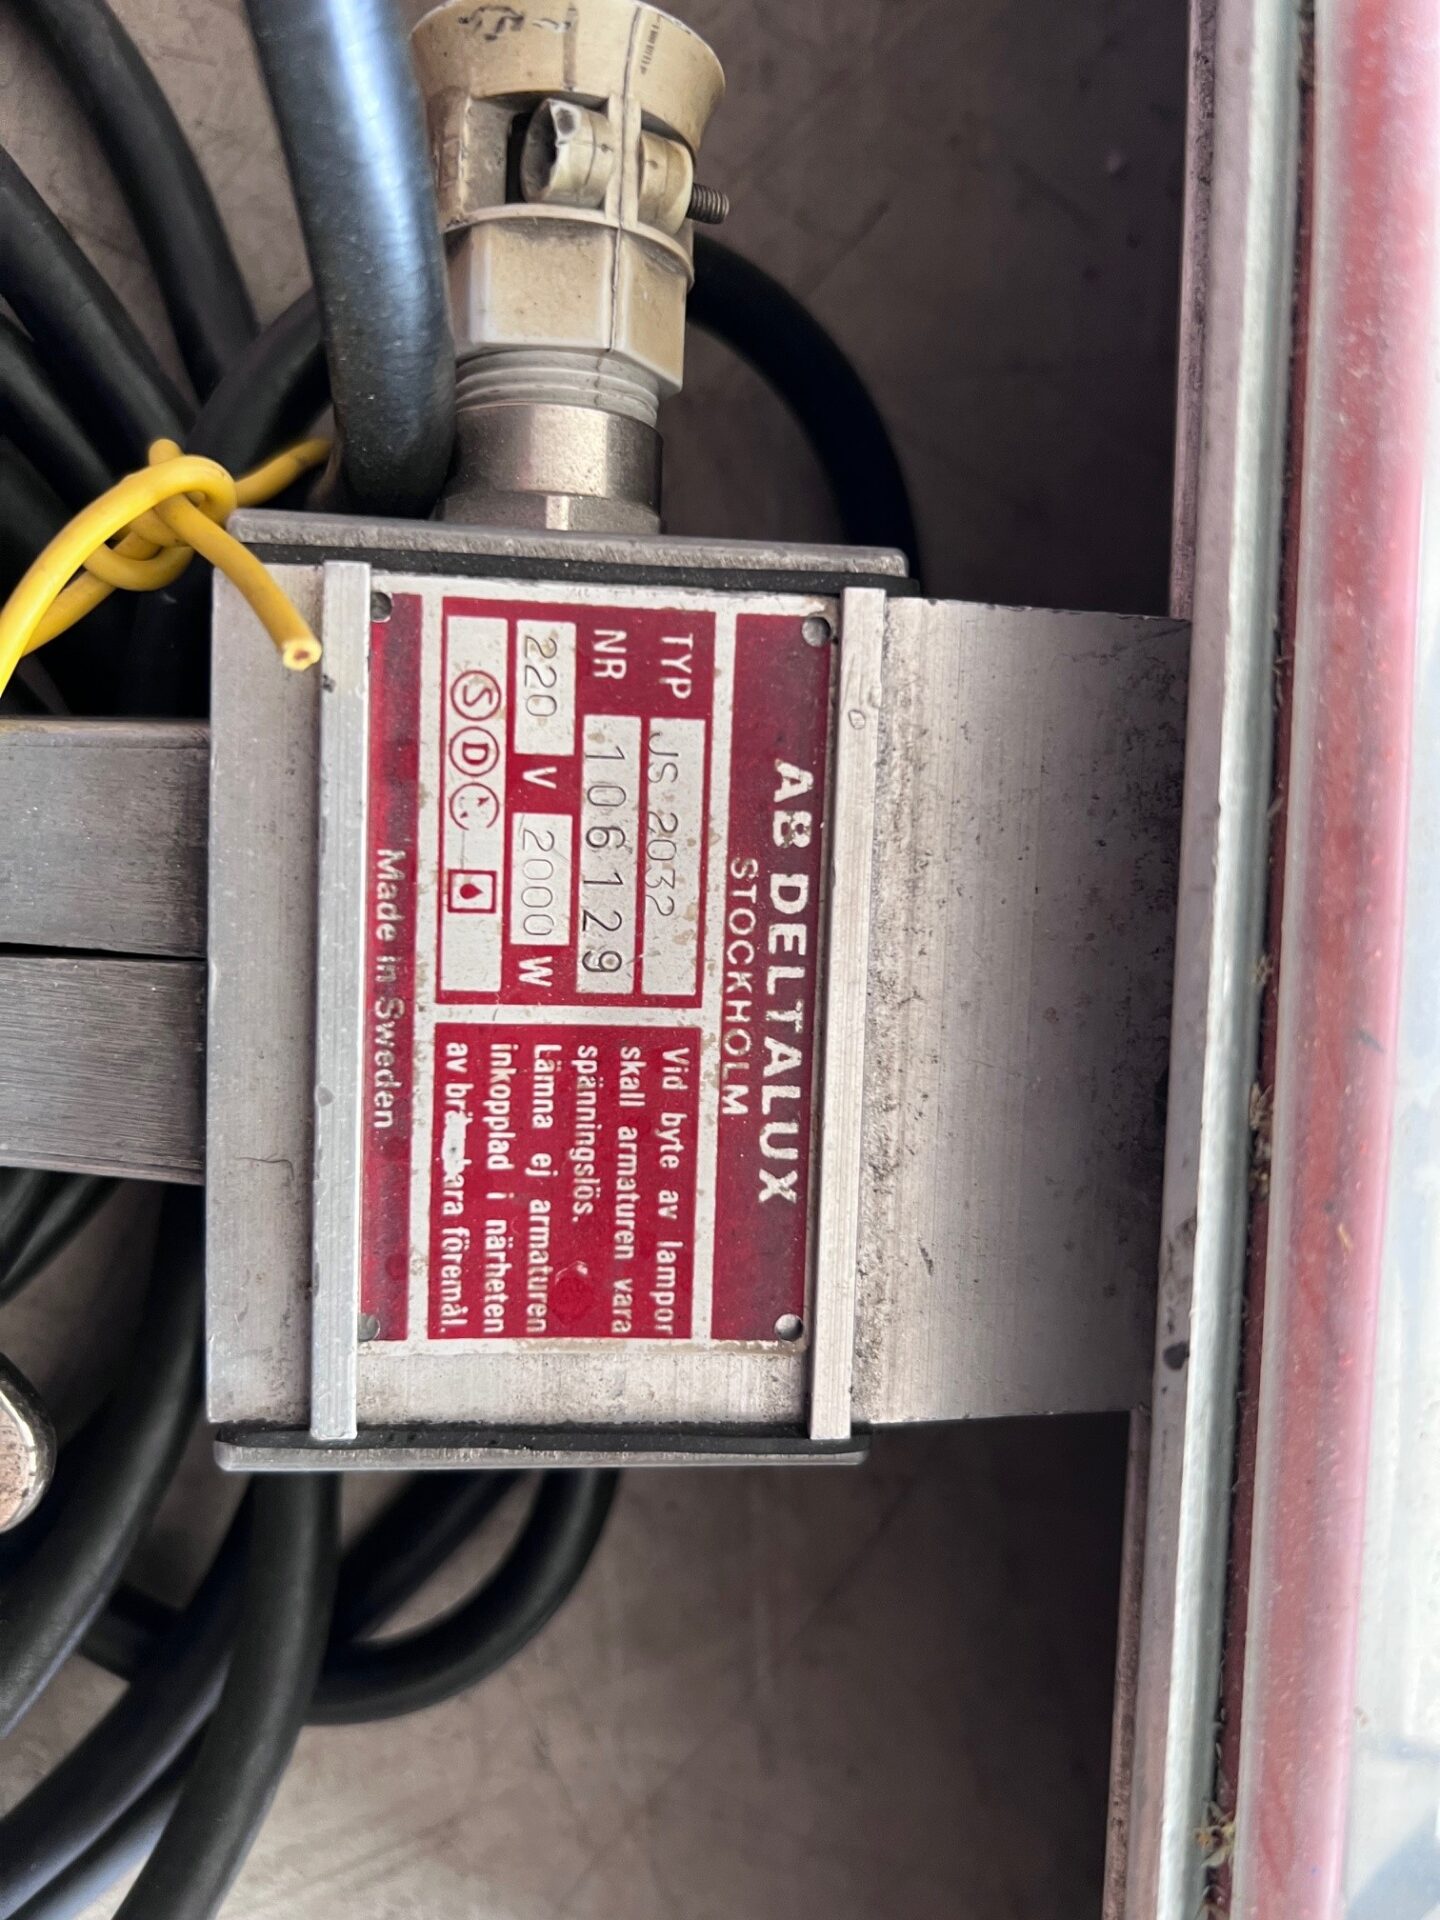 AB DELTALUX
STOCKHOLM
TYP JS 2032
NR 106129
220 V 2000 W
S D
Vid byte av lampor
skall armaturen vara
spänningslös.
Lämna ej armaturen
inkopplad i närheten
av föremål.
Made in Sweden